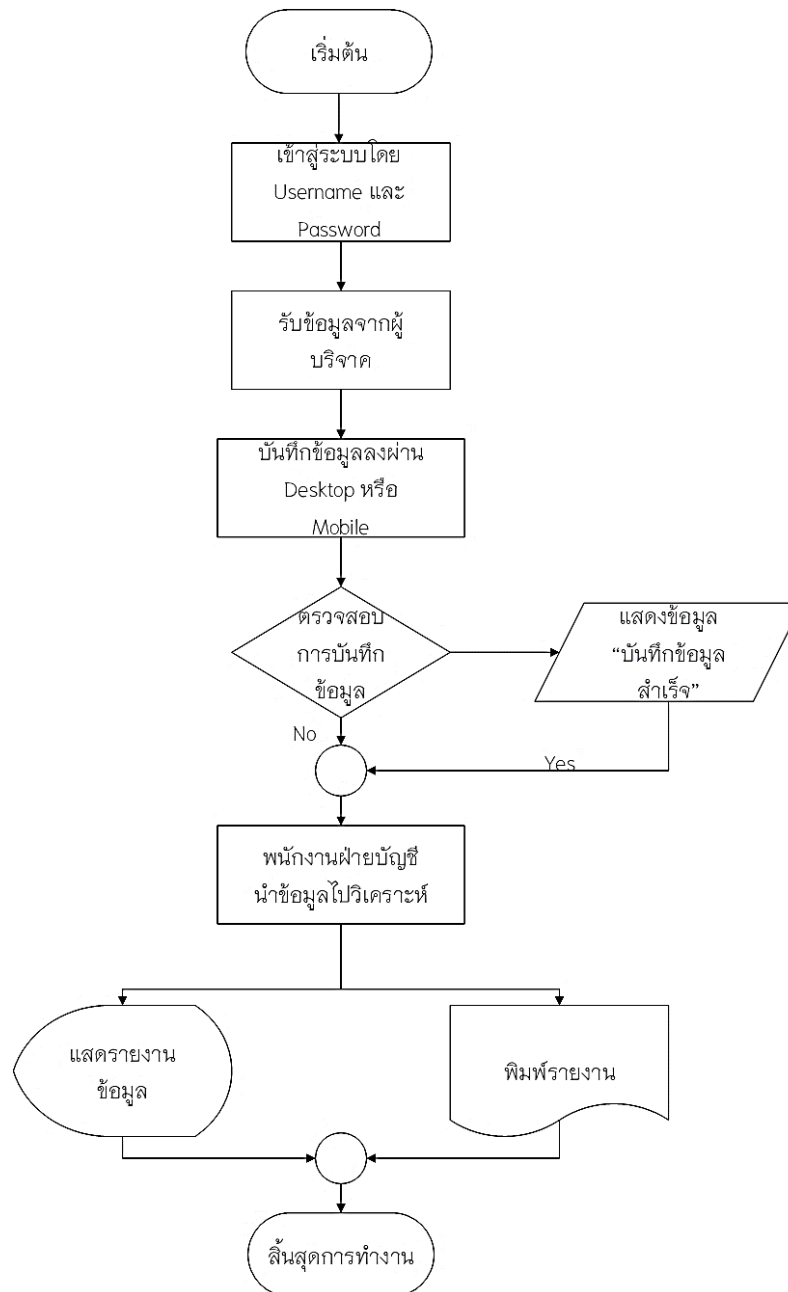 เริ่มต้น
เข้าสู่ระบบโดย
Username และ
Password
รับข้อมูลจากผู้
บริจาค
บันทึกข้อมูลลงผ่าน
Desktop หรือ
Mobile
ตรวจสอบ
การบันทึก
ข้อมูล
แสดงข้อมูล
“บันทึกข้อมูล
สำเร็จ”
No
Yes
พนักงานฝ่ายบัญชี
นำข้อมูลไปวิเคราะห์
แสดรายงาน
ข้อมูล
พิมพ์รายงาน
สิ้นสุดการทำงาน